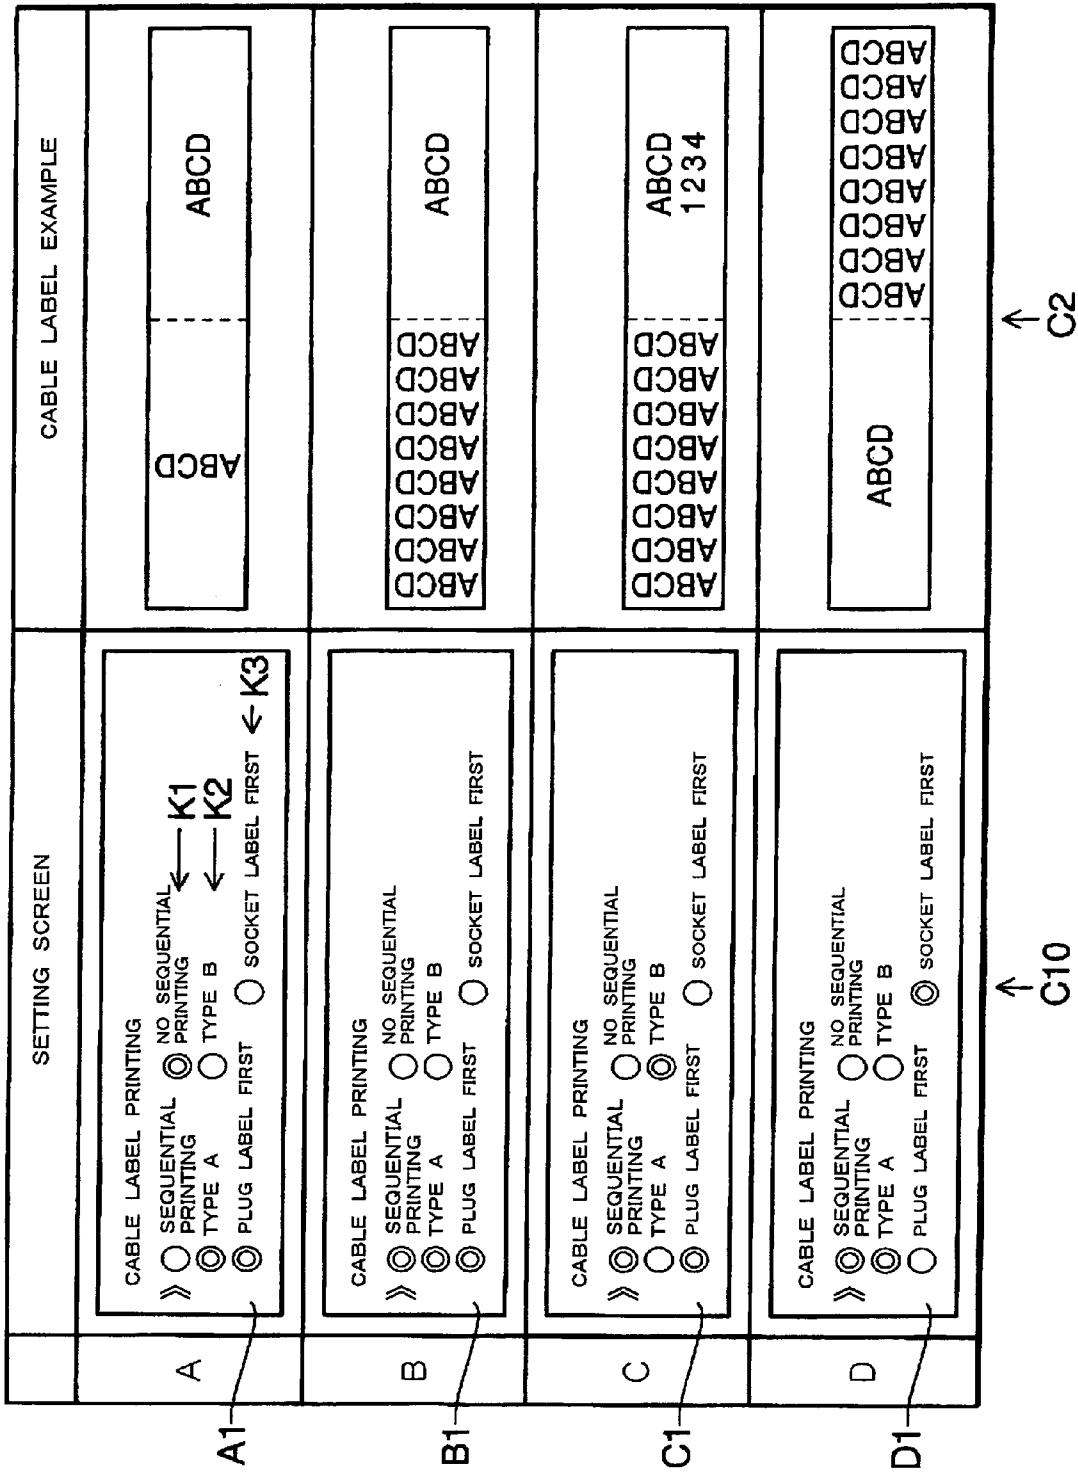 SETTING SCREEN
CABLE LABEL EXAMPLE
A
CABLE LABEL PRINTING
» SEQUENTIAL PRINTING NO SEQUENTIAL PRINTING
TYPE A TYPE B
PLUG LABEL FIRST SOCKET LABEL FIRST
K1
K2
K3
A1
ABCD ABCD
B
CABLE LABEL PRINTING
» SEQUENTIAL PRINTING NO SEQUENTIAL PRINTING
TYPE A TYPE B
PLUG LABEL FIRST SOCKET LABEL FIRST
B1
ABCD ABCD ABCD ABCD ABCD ABCD ABCD ABCD ABCD
C
CABLE LABEL PRINTING
» SEQUENTIAL PRINTING NO SEQUENTIAL PRINTING
TYPE A TYPE B
PLUG LABEL FIRST SOCKET LABEL FIRST
C1
ABCD ABCD ABCD ABCD ABCD ABCD ABCD ABCD ABCD
1234
D
CABLE LABEL PRINTING
» SEQUENTIAL PRINTING NO SEQUENTIAL PRINTING
TYPE A TYPE B
PLUG LABEL FIRST SOCKET LABEL FIRST
D1
ABCD ABCD ABCD ABCD ABCD ABCD ABCD ABCD ABCD
C10
C2